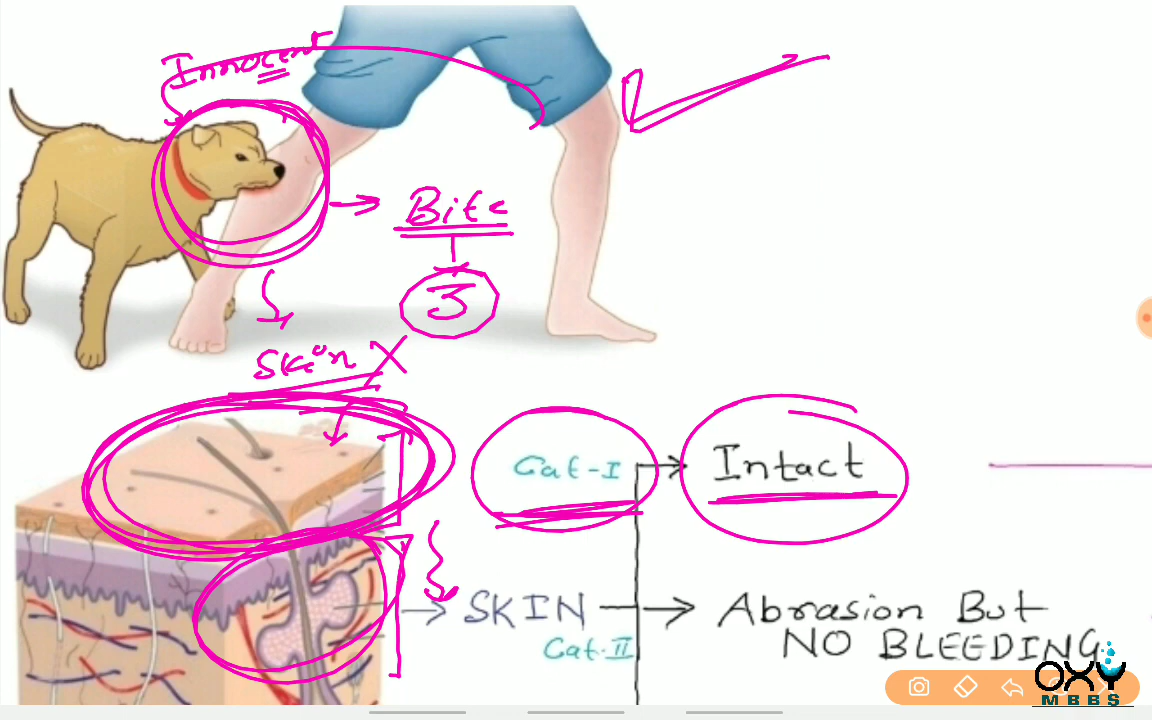 Innocent
Bite
3
Skin
Cat-I
Intact
SKIN
Abrasion But
NO BLEEDING
Cat-II
OXY
MBBS